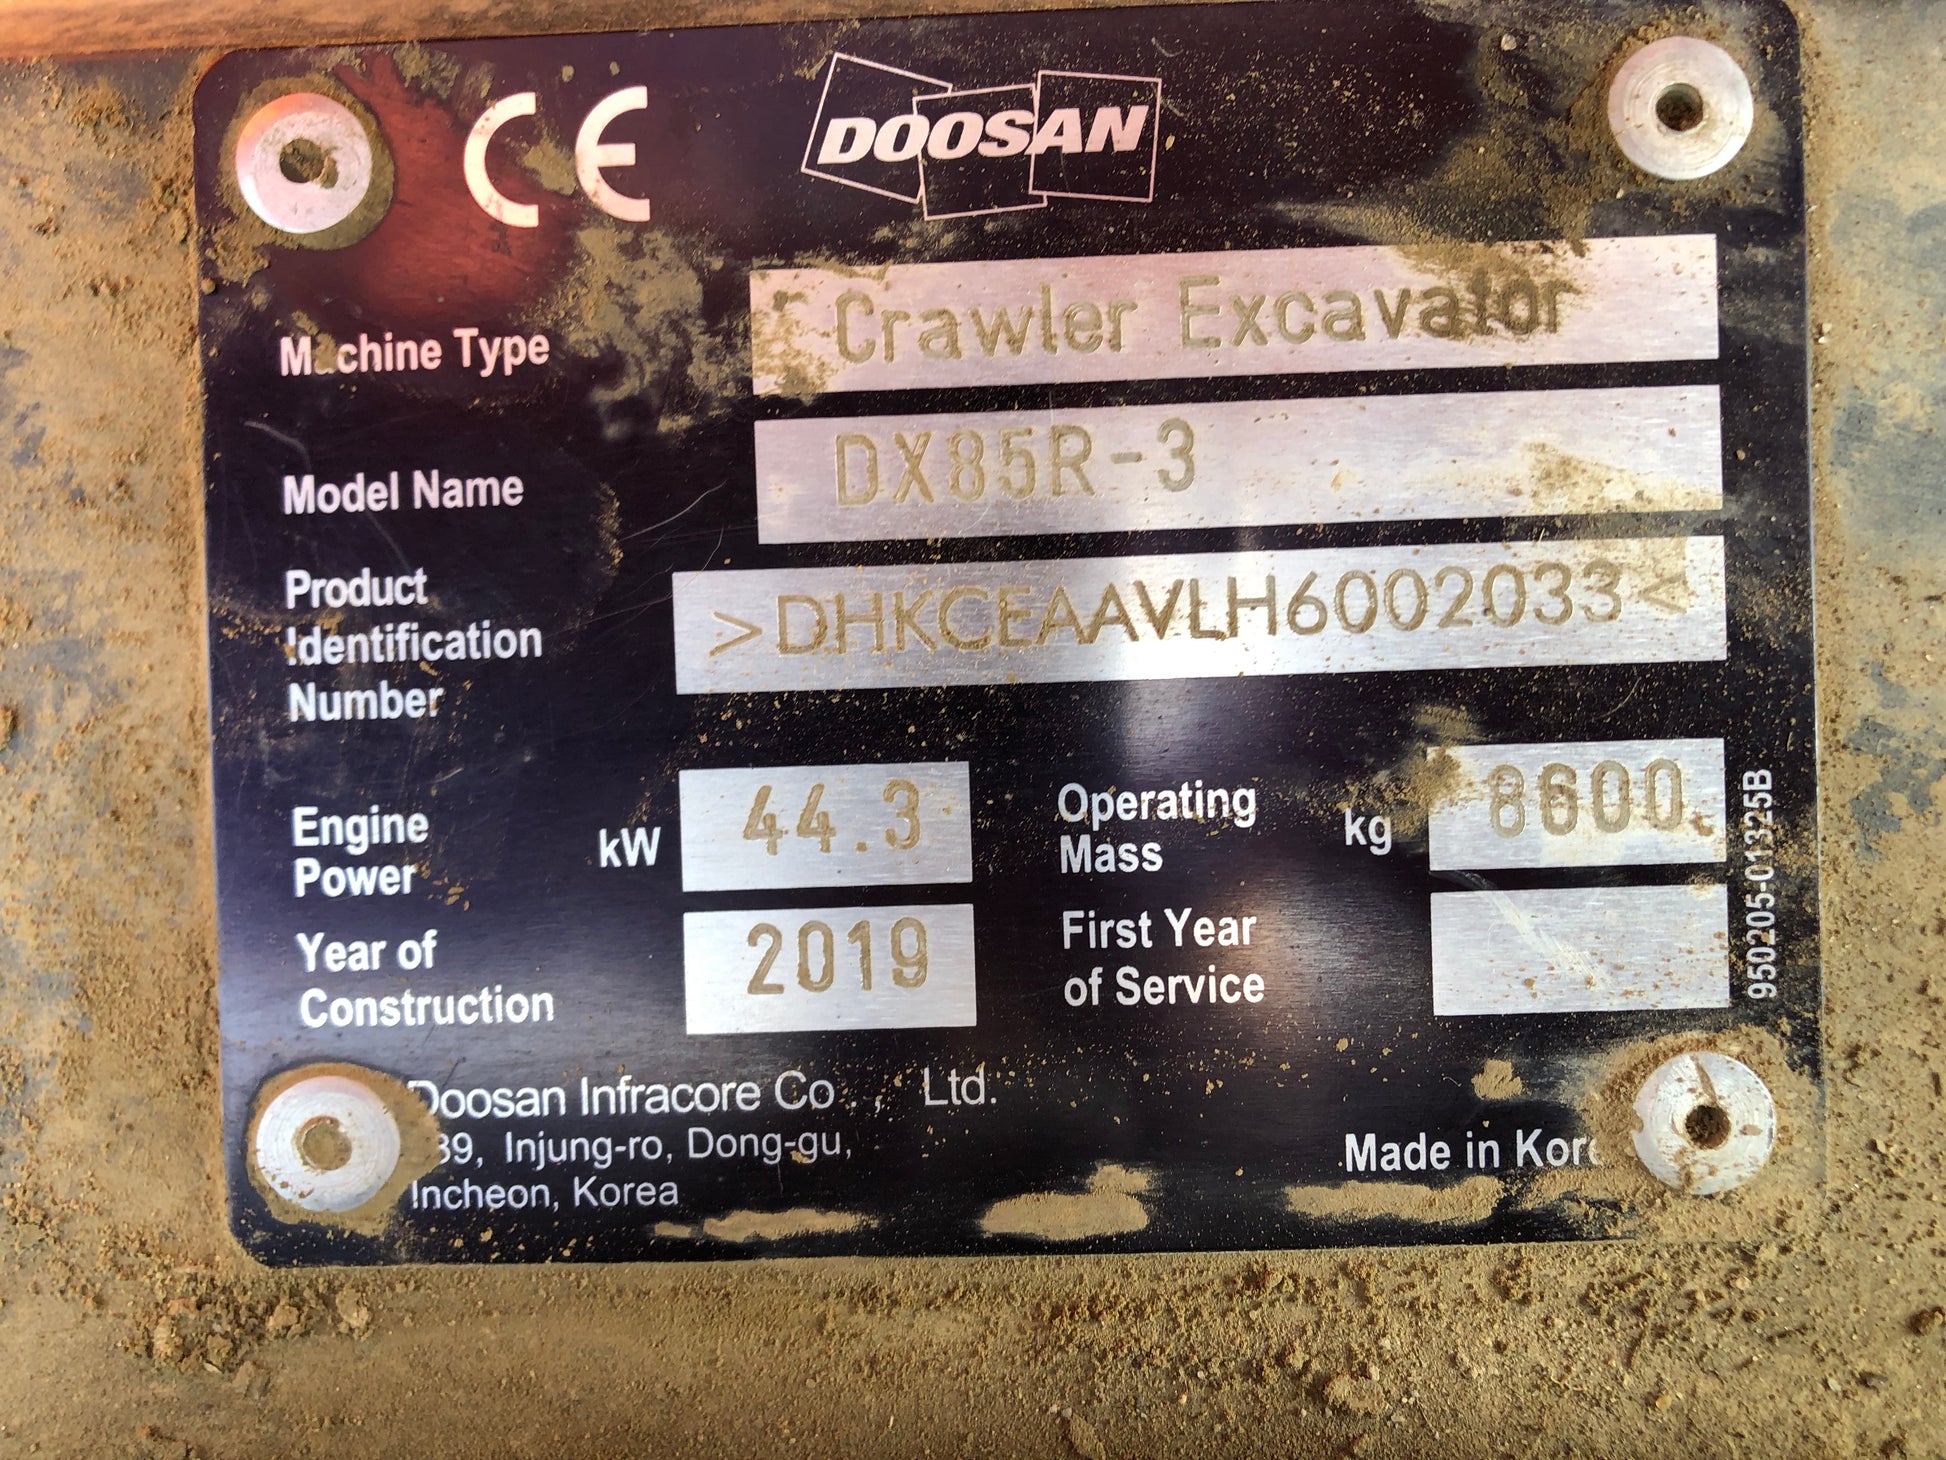 CE DOOSAN
Machine Type Crawler Excavator
Model Name DX85R-3
Product
Identification
Number >DHKCEAAVLH6002033<
Engine
Power kW 44.3
Operating
Mass kg 8600
Year of
Construction 2019
First Year
of Service
950205-01325B
Doosan Infracore Co., Ltd.
Injung-ro, Dong-gu,
Incheon, Korea
Made in Korea